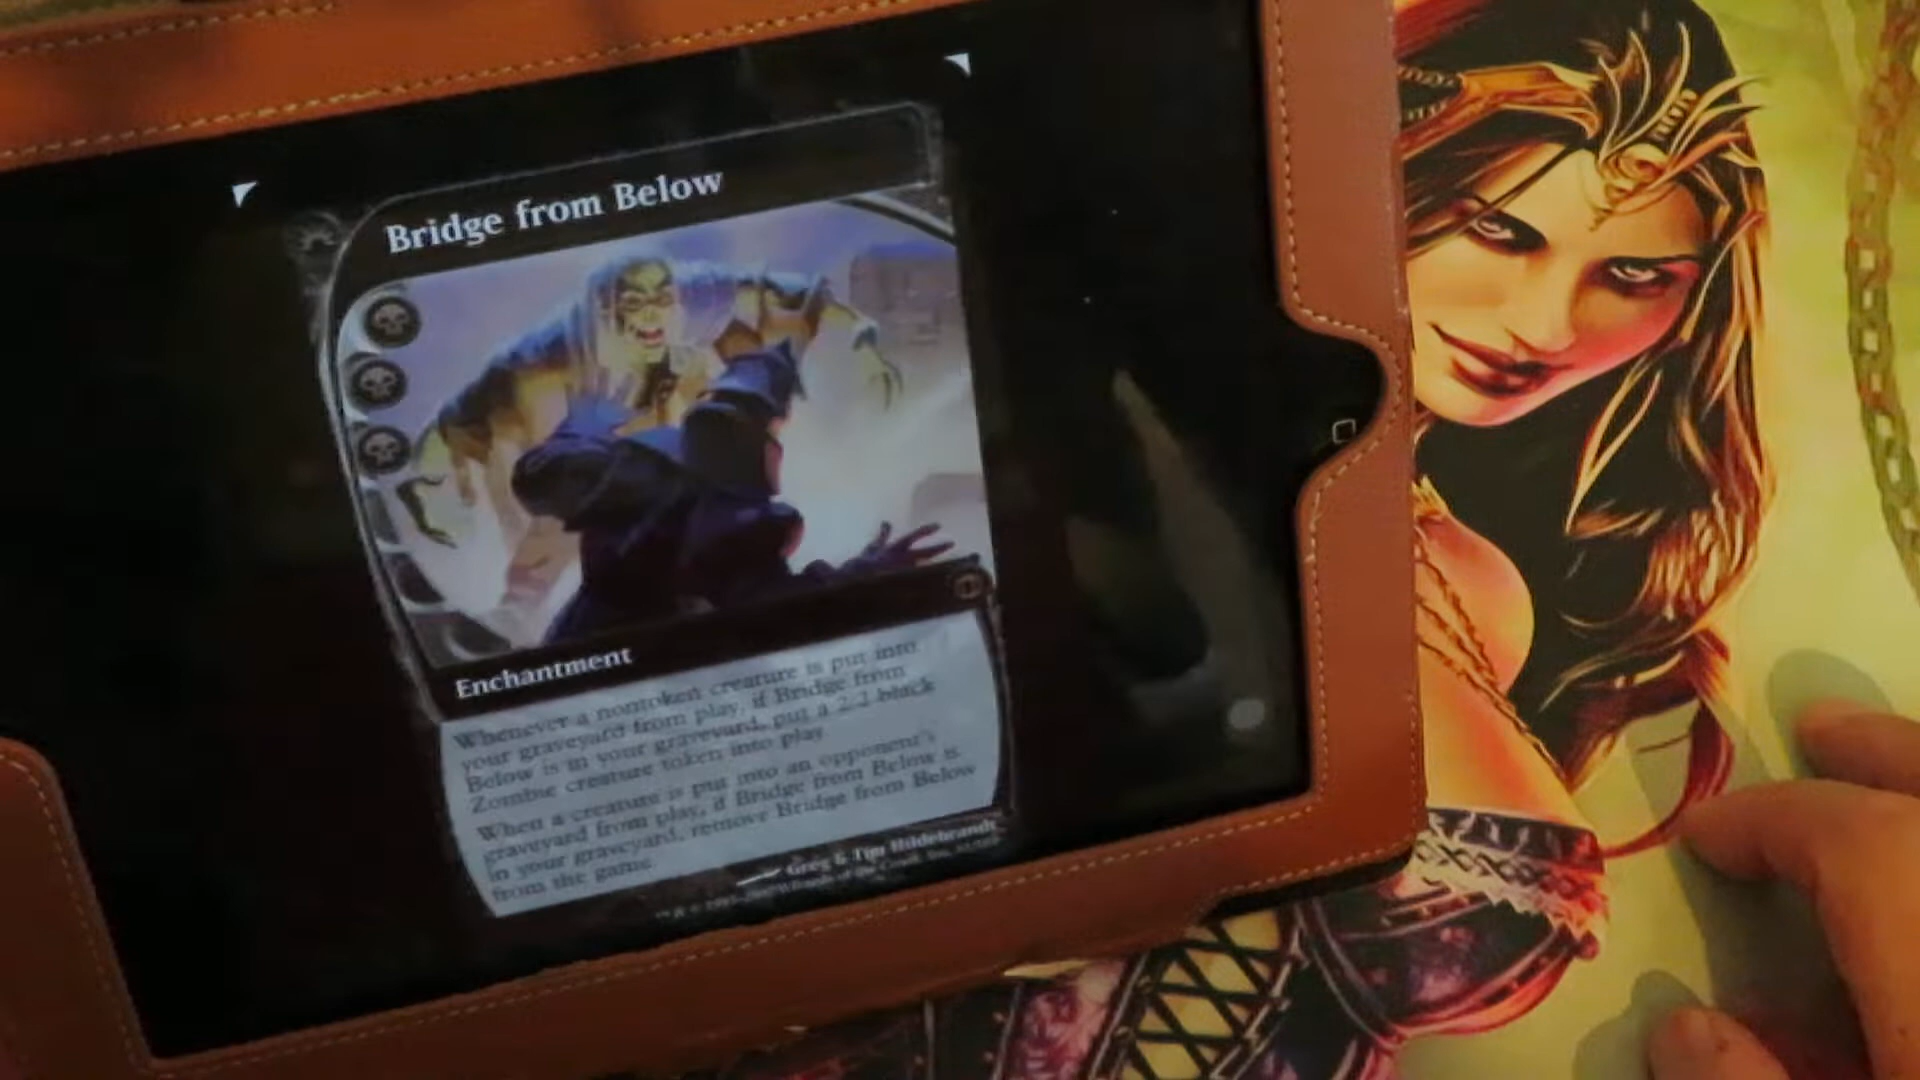 Bridge from Below
Enchantment
Whenever a nontoken creature is put into
your graveyard from play, if Bridge from
Below is in your graveyard, put a 2/2 black
Zombie creature token into play.
When a creature is put into an opponent's
graveyard from play, if Bridge from Below is
in your graveyard, remove Bridge from Below
from the game.
Greg & Tim Hildebrandt